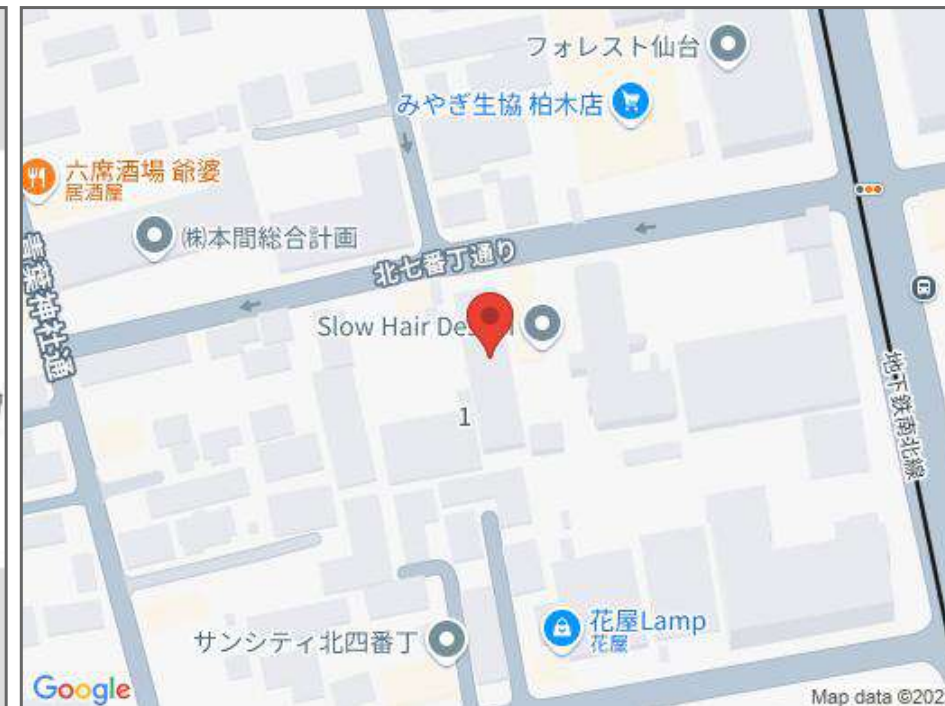 フォレスト仙台
みやぎ生協 柏木店
六席酒場 爺婆
居酒屋
㈱本間総合計画
北七番丁通り
青葉神社通
Slow Hair De
1
地下鉄南北線
サンシティ北四番丁
花屋Lamp
花屋
Google
Map data ©202